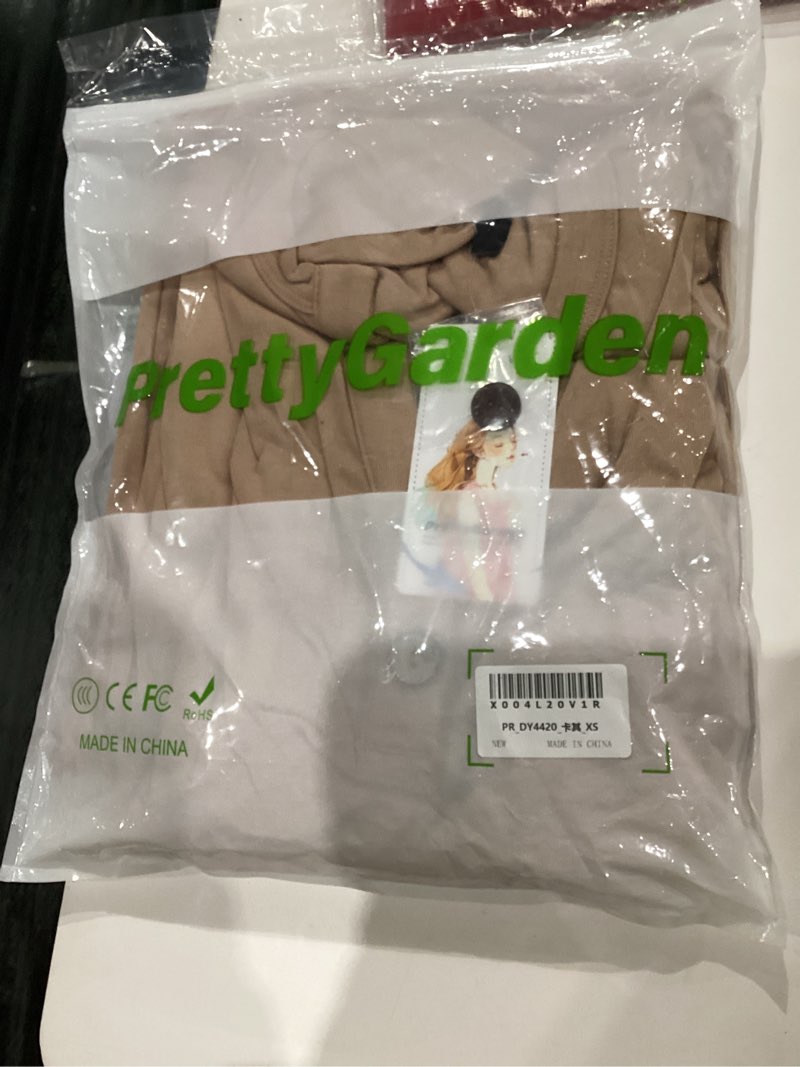 PrettyGarden
CE FC
RoHS
MADE IN CHINA
X004L20V1R
PR_DY4420_卡其_XS
NEW MADE IN CHINA